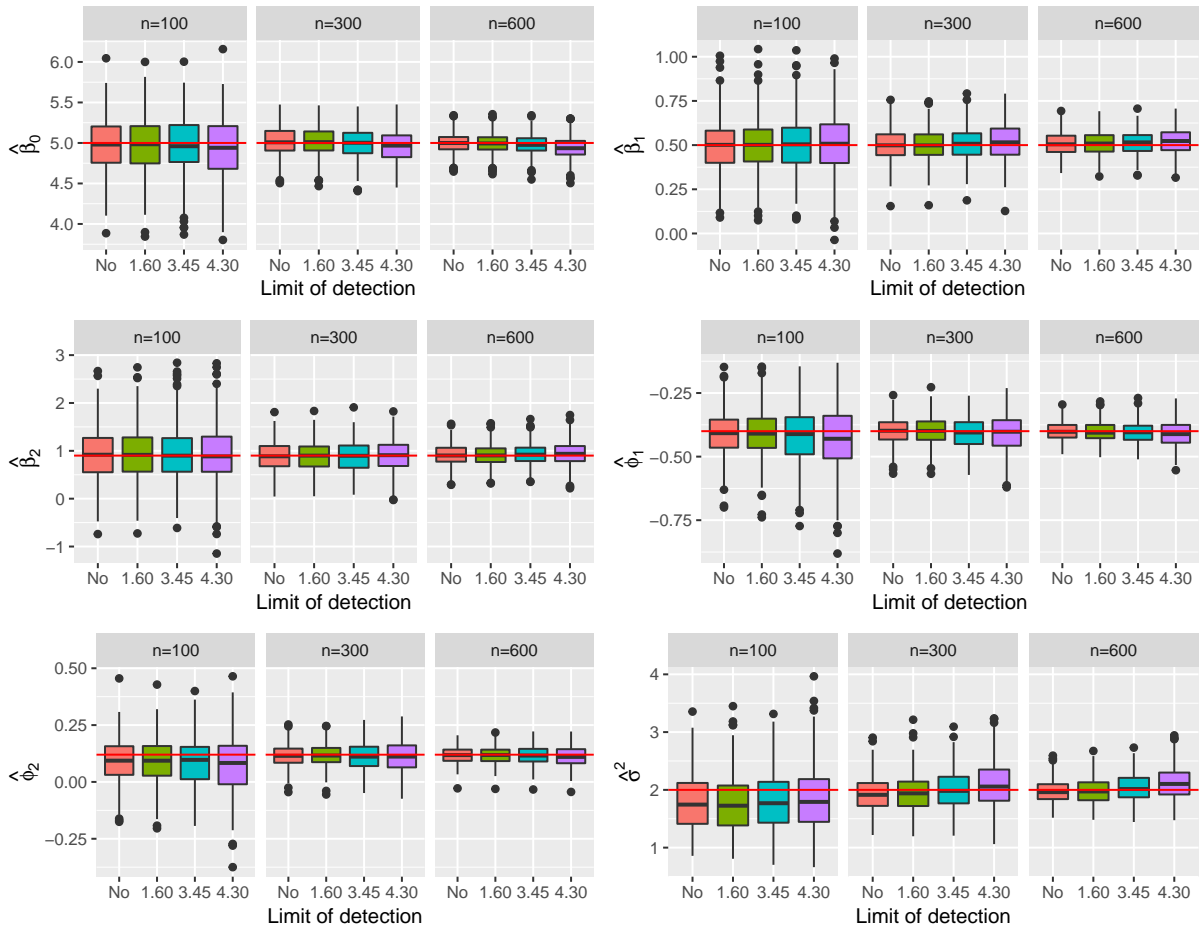 n=100 n=300 n=600
β̂0
6.0
5.5
5.0
4.5
4.0
No 1.60 3.45 4.30 No 1.60 3.45 4.30 No 1.60 3.45 4.30
Limit of detection
n=100 n=300 n=600
β̂1
1.00
0.75
0.50
0.25
0.00
No 1.60 3.45 4.30 No 1.60 3.45 4.30 No 1.60 3.45 4.30
Limit of detection
n=100 n=300 n=600
β̂2
3
2
1
0
−1
No 1.60 3.45 4.30 No 1.60 3.45 4.30 No 1.60 3.45 4.30
Limit of detection
n=100 n=300 n=600
ϕ̂1
−0.25
−0.50
−0.75
No 1.60 3.45 4.30 No 1.60 3.45 4.30 No 1.60 3.45 4.30
Limit of detection
n=100 n=300 n=600
ϕ̂2
0.50
0.25
0.00
−0.25
No 1.60 3.45 4.30 No 1.60 3.45 4.30 No 1.60 3.45 4.30
Limit of detection
n=100 n=300 n=600
σ̂²
4
3
2
1
No 1.60 3.45 4.30 No 1.60 3.45 4.30 No 1.60 3.45 4.30
Limit of detection